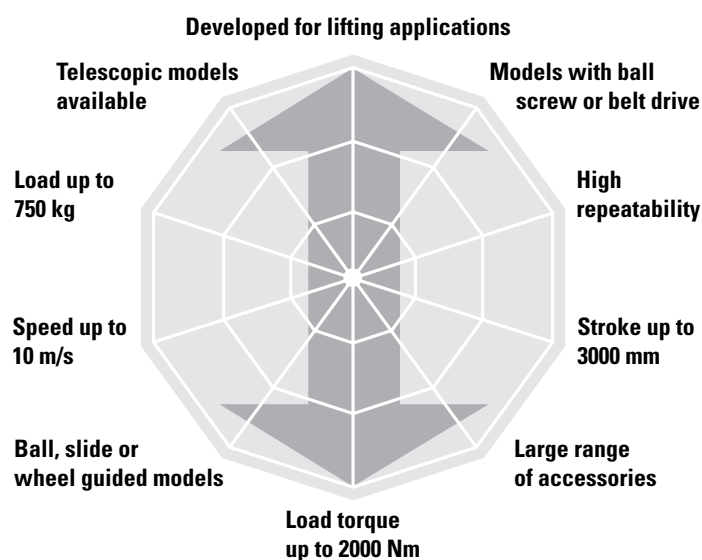 Developed for lifting applications
Telescopic models
available
Models with ball
screw or belt drive
Load up to
750 kg
High
repeatability
Speed up to
10 m/s
Stroke up to
3000 mm
Ball, slide or
wheel guided models
Large range
of accessories
Load torque
up to 2000 Nm